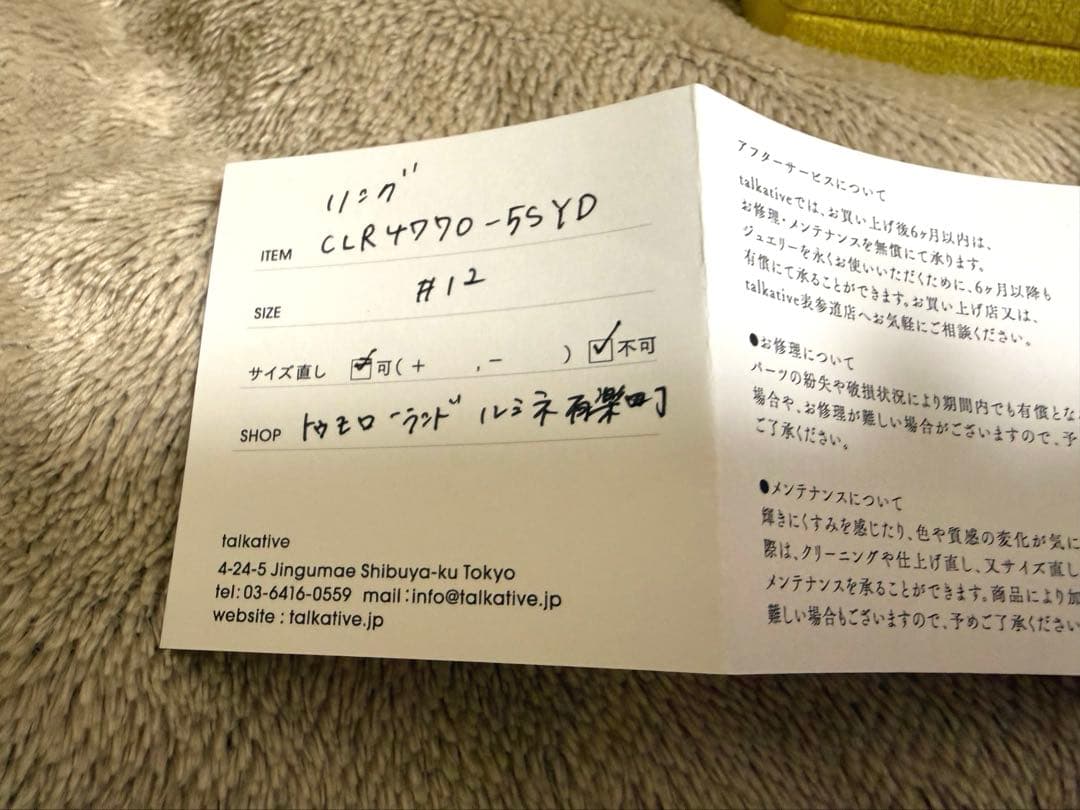 リング
ITEM CLR4770-5SYD
SIZE #12
サイズ直し ☑可(+ , - ) ☑不可
SHOP トゥモローランド ルミネ有楽町
talkative
4-24-5 Jingumae Shibuya-ku Tokyo
tel:03-6416-0559 mail:info@talkative.jp
website : talkative.jp
アフターサービスについて
talkativeでは、お買い上げ後6ヶ月以内は、
お修理・メンテナンスを無償にて承ります。
ジュエリーを永くお使いいただくために、6ヶ月以降も
有償にて承ることができます。お買い上げ店又は、
talkative表参道店へお気軽にご相談ください。
●お修理について
パーツの紛失や破損状況により期間内でも有償とな
場合や、お修理が難しい場合がございますので、予
ご了承ください。
●メンテナンスについて
輝きにくすみを感じたり、色や質感の変化が気に
際は、クリーニングや仕上げ直し、又サイズ直し
メンテナンスを承ることができます。商品により加
難しい場合もございますので、予めご了承ください